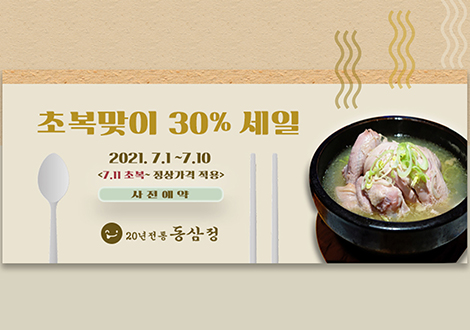 초복맞이 30% 세일
2021. 7.1 ~7.10
<7.11 초복~ 정상가격 적용>
사전예약
20년전통 동삼정